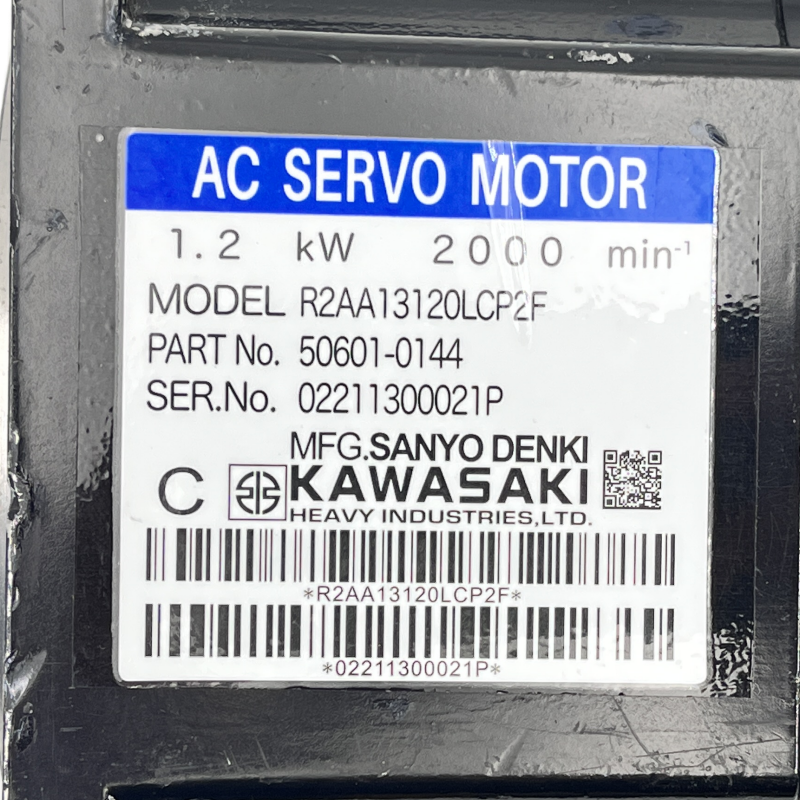 AC SERVO MOTOR
1.2 kW 2000 min⁻¹
MODEL R2AA13120LCP2F
PART No. 50601-0144
SER.No. 02211300021P
MFG.SANYO DENKI
C KAWASAKI
HEAVY INDUSTRIES,LTD.
*R2AA13120LCP2F*
*02211300021P*